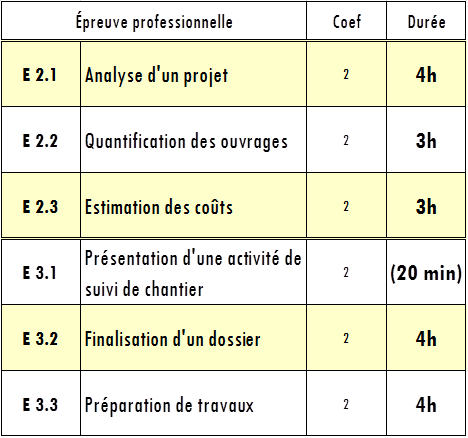 Épreuve professionnelle Coef Durée
E 2.1 Analyse d'un projet 2 4h
E 2.2 Quantification des ouvrages 2 3h
E 2.3 Estimation des coûts 2 3h
E 3.1 Présentation d'une activité de
suivi de chantier 2 (20 min)
E 3.2 Finalisation d'un dossier 2 4h
E 3.3 Préparation de travaux 2 4h